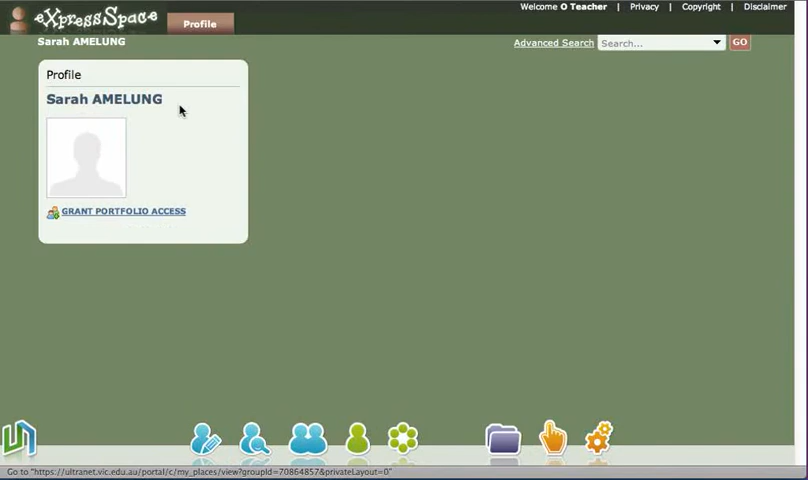 eXpressSpace
Profile
Welcome O Teacher | Privacy | Copyright | Disclaimer
Sarah AMELUNG
Advanced Search Search... GO
Profile
Sarah AMELUNG
GRANT PORTFOLIO ACCESS
Go to "https://ultranet.vic.edu.au/portal/c/my_places/view?groupId=70864857&privateLayout=0"